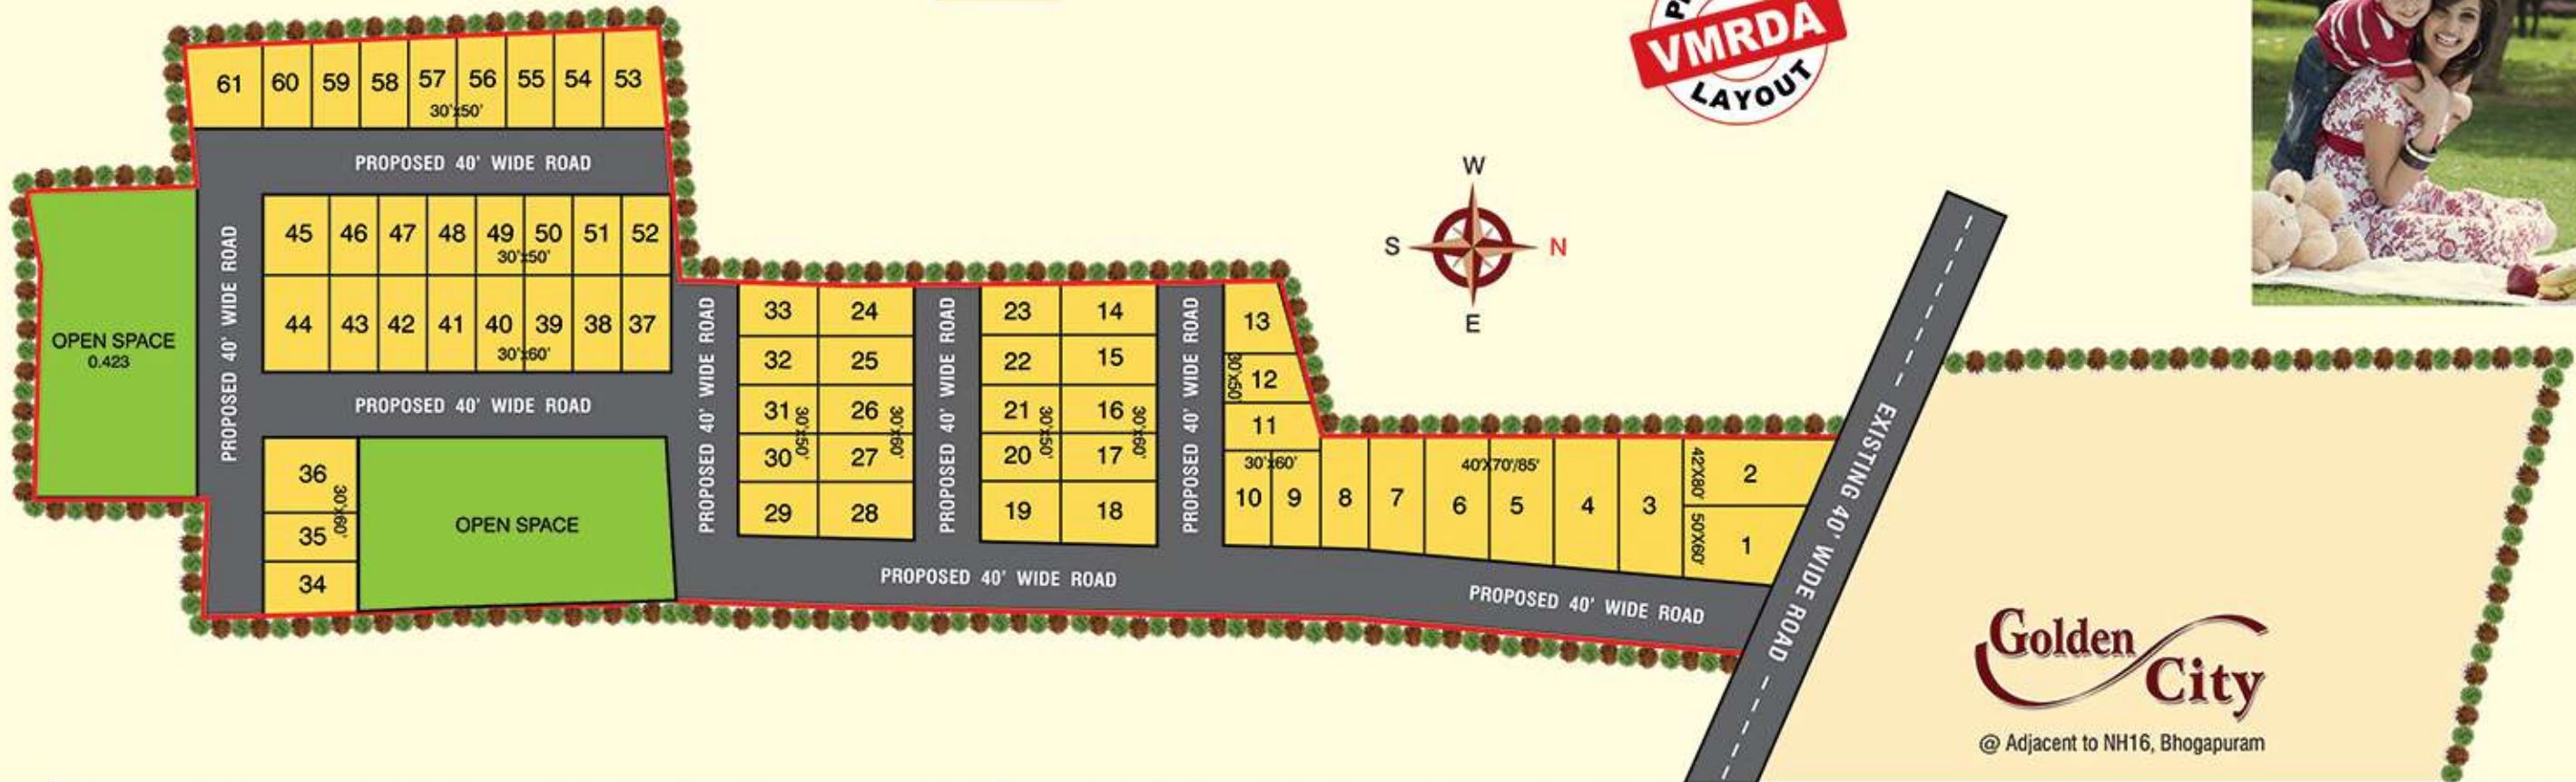 VMRDA
LAYOUT
61 60 59 58 57 56 55 54 53
30'x50'
PROPOSED 40' WIDE ROAD
PROPOSED 40' WIDE ROAD
45 46 47 48 49 50 51 52
30'x50'
44 43 42 41 40 39 38 37
30'x60'
OPEN SPACE
0.423
PROPOSED 40' WIDE ROAD
36
35
34
30'x60'
OPEN SPACE
PROPOSED 40' WIDE ROAD
33 24
32 25
31 26
30 27
29 28
30'x50'
30'x60'
PROPOSED 40' WIDE ROAD
23 14
22 15
21 16
20 17
19 18
30'x50'
30'x60'
PROPOSED 40' WIDE ROAD
13
12
11
30'x50'
30'x60'
10 9 8 7 6 5 4 3
40'X70'/85'
42'X80' 2
50'X60' 1
PROPOSED 40' WIDE ROAD
PROPOSED 40' WIDE ROAD
W
S N
E
EXISTING 40' WIDE ROAD
Golden
City
@ Adjacent to NH16, Bhogapuram